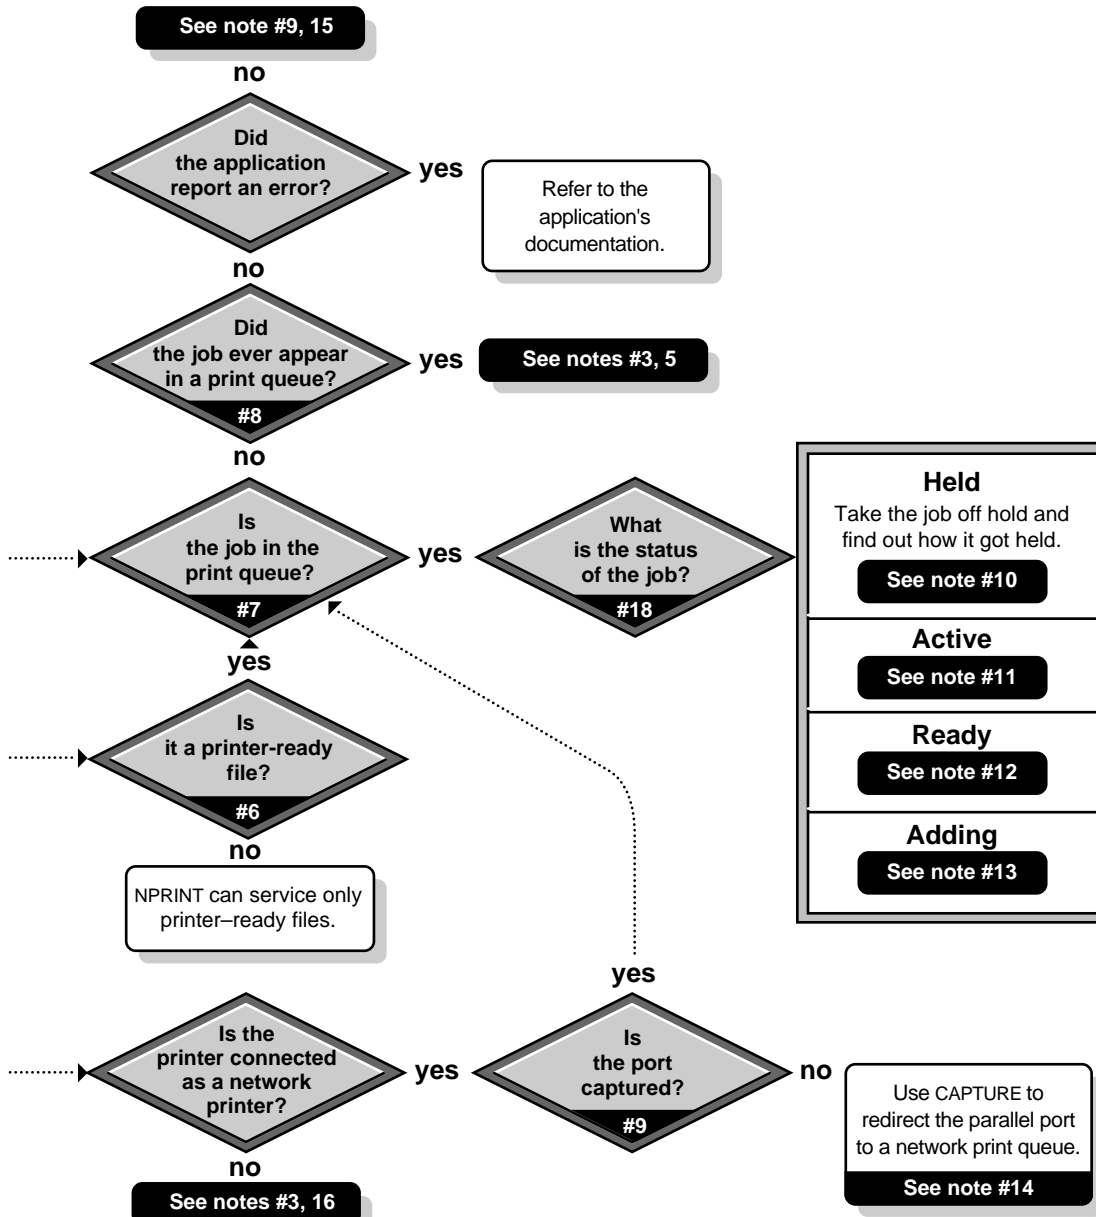 See note #9, 15
no
Did
the application
report an error?
yes
Refer to the
application's
documentation.
no
Did
the job ever appear
in a print queue?
#8
yes
See notes #3, 5
no
Is
the job in the
print queue?
#7
yes
What
is the status
of the job?
#18
Held
Take the job off hold and
find out how it got held.
See note #10
Active
See note #11
Ready
See note #12
Adding
See note #13
yes
Is
it a printer-ready
file?
#6
no
NPRINT can service only
printer–ready files.
Is the
printer connected
as a network
printer?
yes
yes
Is
the port
captured?
#9
no
Use CAPTURE to
redirect the parallel port
to a network print queue.
See note #14
no
See notes #3, 16